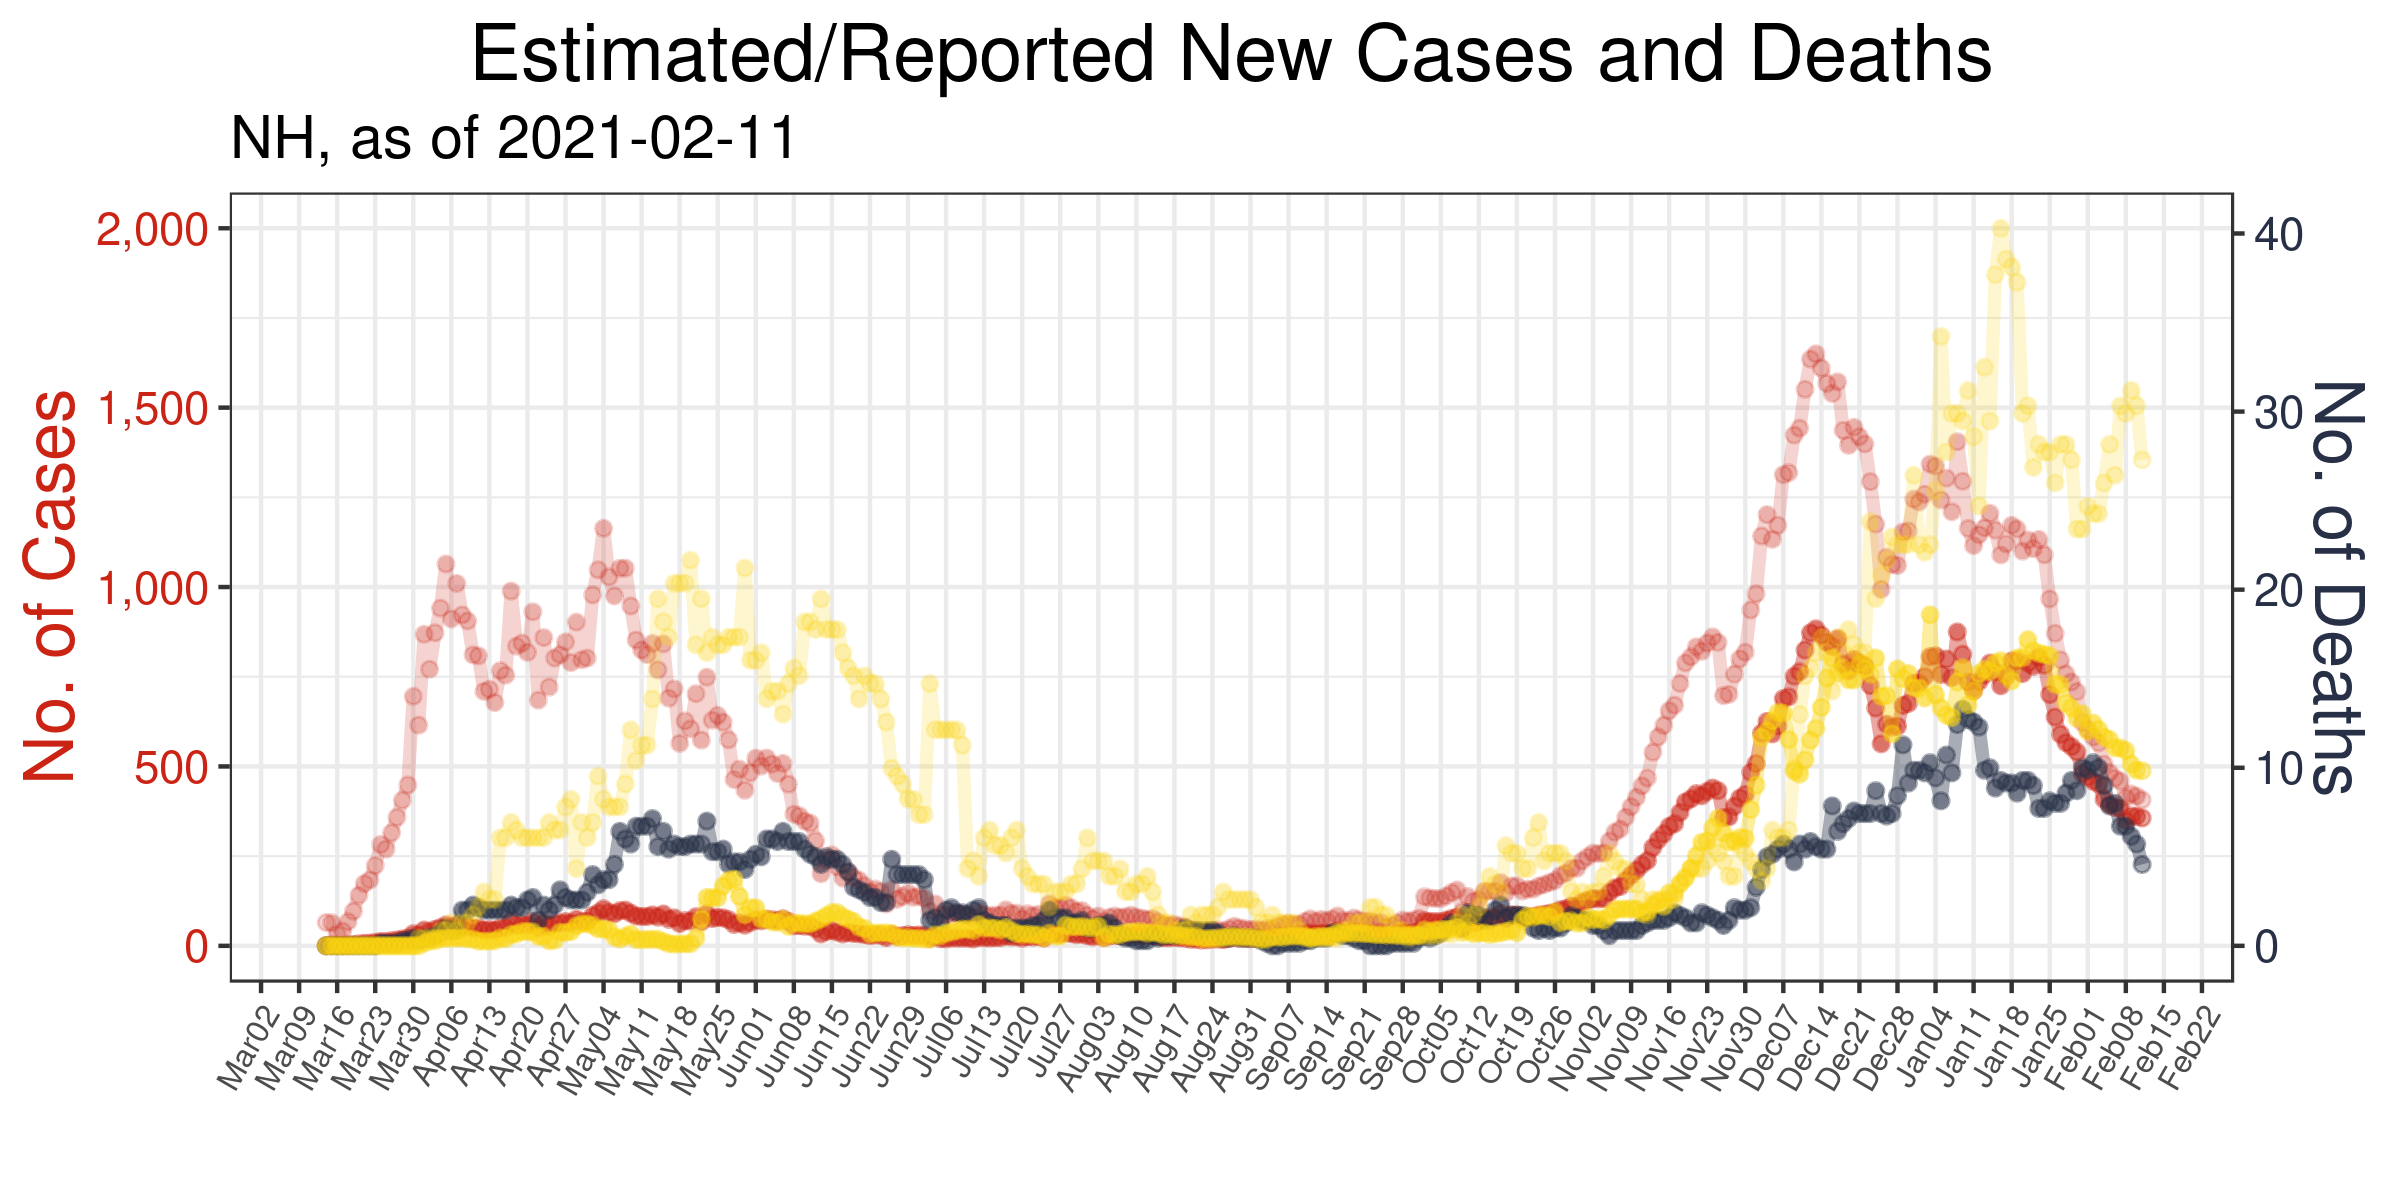 Estimated/Reported New Cases and Deaths
NH, as of 2021-02-11
No. of Cases
2,000
1,500
1,000
500
0
40
30
20
10
0
No. of Deaths
Mar02
Mar09
Mar16
Mar23
Mar30
Apr06
Apr13
Apr20
Apr27
May04
May11
May18
May25
Jun01
Jun08
Jun15
Jun22
Jun29
Jul06
Jul13
Jul20
Jul27
Aug03
Aug10
Aug17
Aug24
Aug31
Sep07
Sep14
Sep21
Sep28
Oct05
Oct12
Oct19
Oct26
Nov02
Nov09
Nov16
Nov23
Nov30
Dec07
Dec14
Dec21
Dec28
Jan04
Jan11
Jan18
Jan25
Feb01
Feb08
Feb15
Feb22